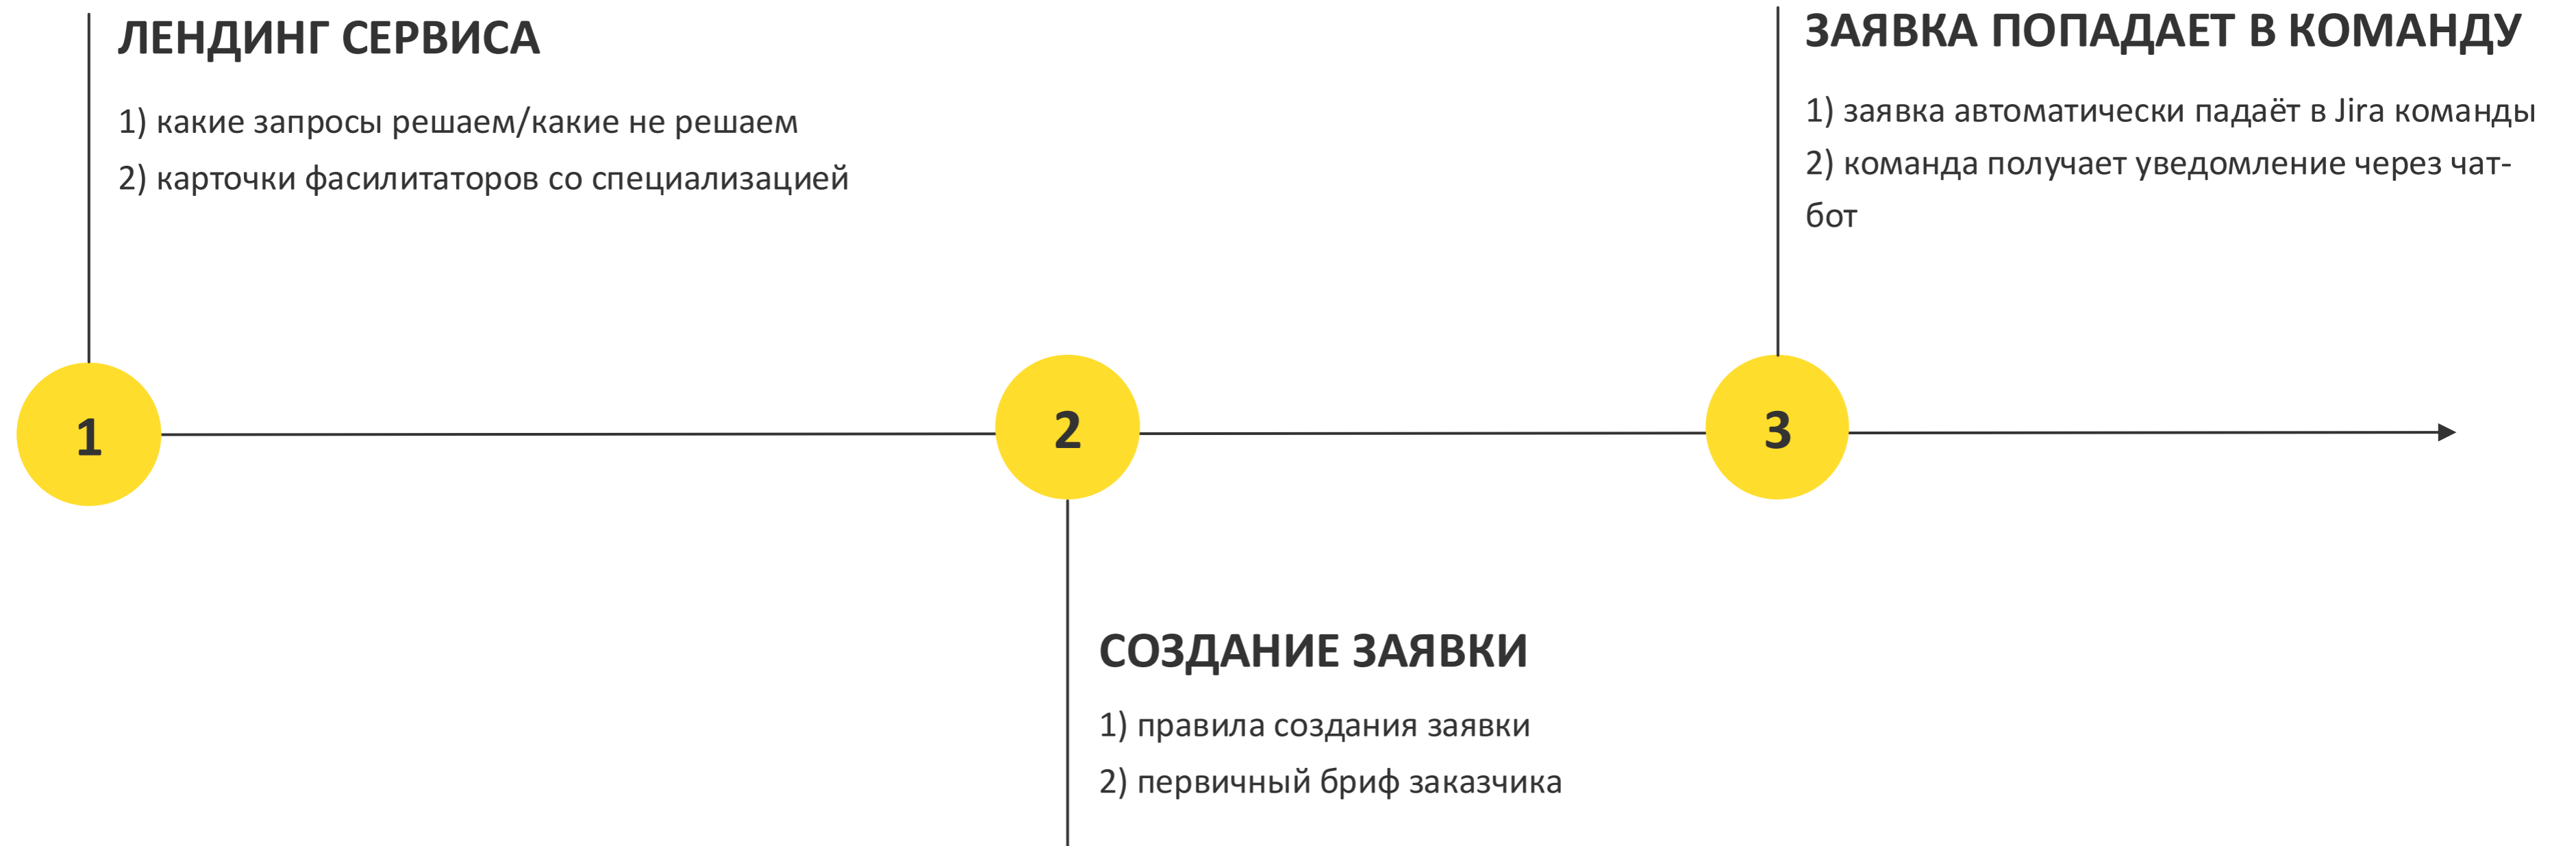 ЛЕНДИНГ СЕРВИСА
1) какие запросы решаем/какие не решаем
2) карточки фасилитаторов со специализацией
ЗАЯВКА ПОПАДАЕТ В КОМАНДУ
1) заявка автоматически падаёт в Jira команды
2) команда получает уведомление через чат-
бот
1
2
3
СОЗДАНИЕ ЗАЯВКИ
1) правила создания заявки
2) первичный бриф заказчика